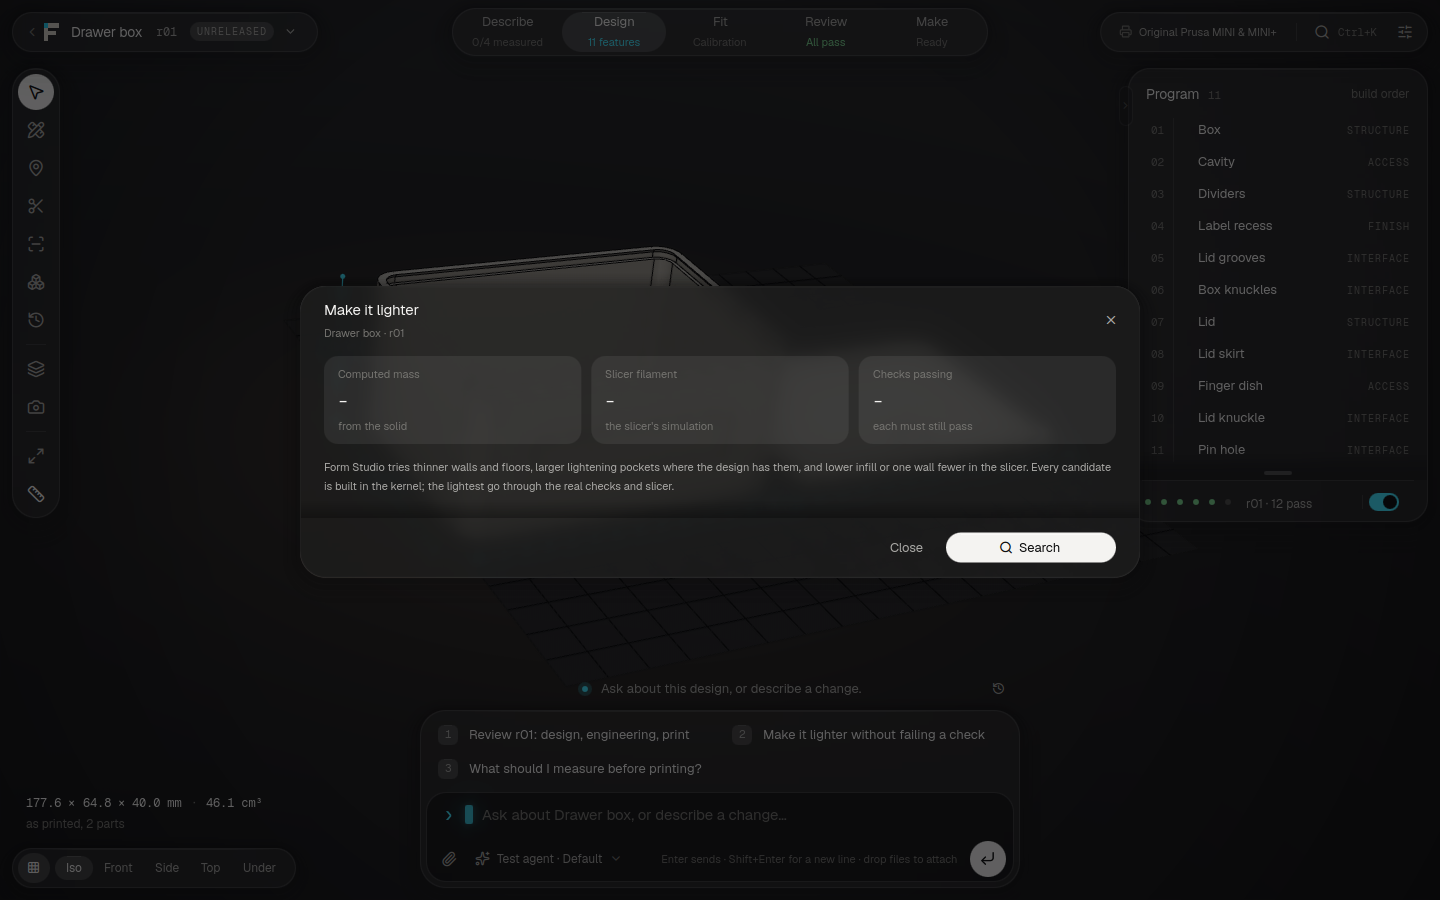 Drawer box r01 UNRELEASED
Describe
0/4 measured
Design
11 features
Fit
Calibration
Review
All pass
Make
Ready
Original Prusa MINI & MINI+
Ctrl+K
Program 11 build order
01 Box STRUCTURE
02 Cavity ACCESS
03 Dividers STRUCTURE
04 Label recess FINISH
05 Lid grooves INTERFACE
06 Box knuckles INTERFACE
07 Lid STRUCTURE
08 Lid skirt INTERFACE
09 Finger dish ACCESS
10 Lid knuckle INTERFACE
11 Pin hole INTERFACE
r01 · 12 pass
Make it lighter
Drawer box · r01
Computed mass
–
from the solid
Slicer filament
–
the slicer's simulation
Checks passing
–
each must still pass
Form Studio tries thinner walls and floors, larger lightening pockets where the design has them, and lower infill or one wall fewer in the slicer. Every candidate
is built in the kernel; the lightest go through the real checks and slicer.
Close
Search
Ask about this design, or describe a change.
1 Review r01: design, engineering, print
2 Make it lighter without failing a check
3 What should I measure before printing?
Ask about Drawer box, or describe a change...
Test agent · Default
Enter sends · Shift+Enter for a new line · drop files to attach
177.6 × 64.8 × 40.0 mm · 46.1 cm³
as printed, 2 parts
Iso Front Side Top Under